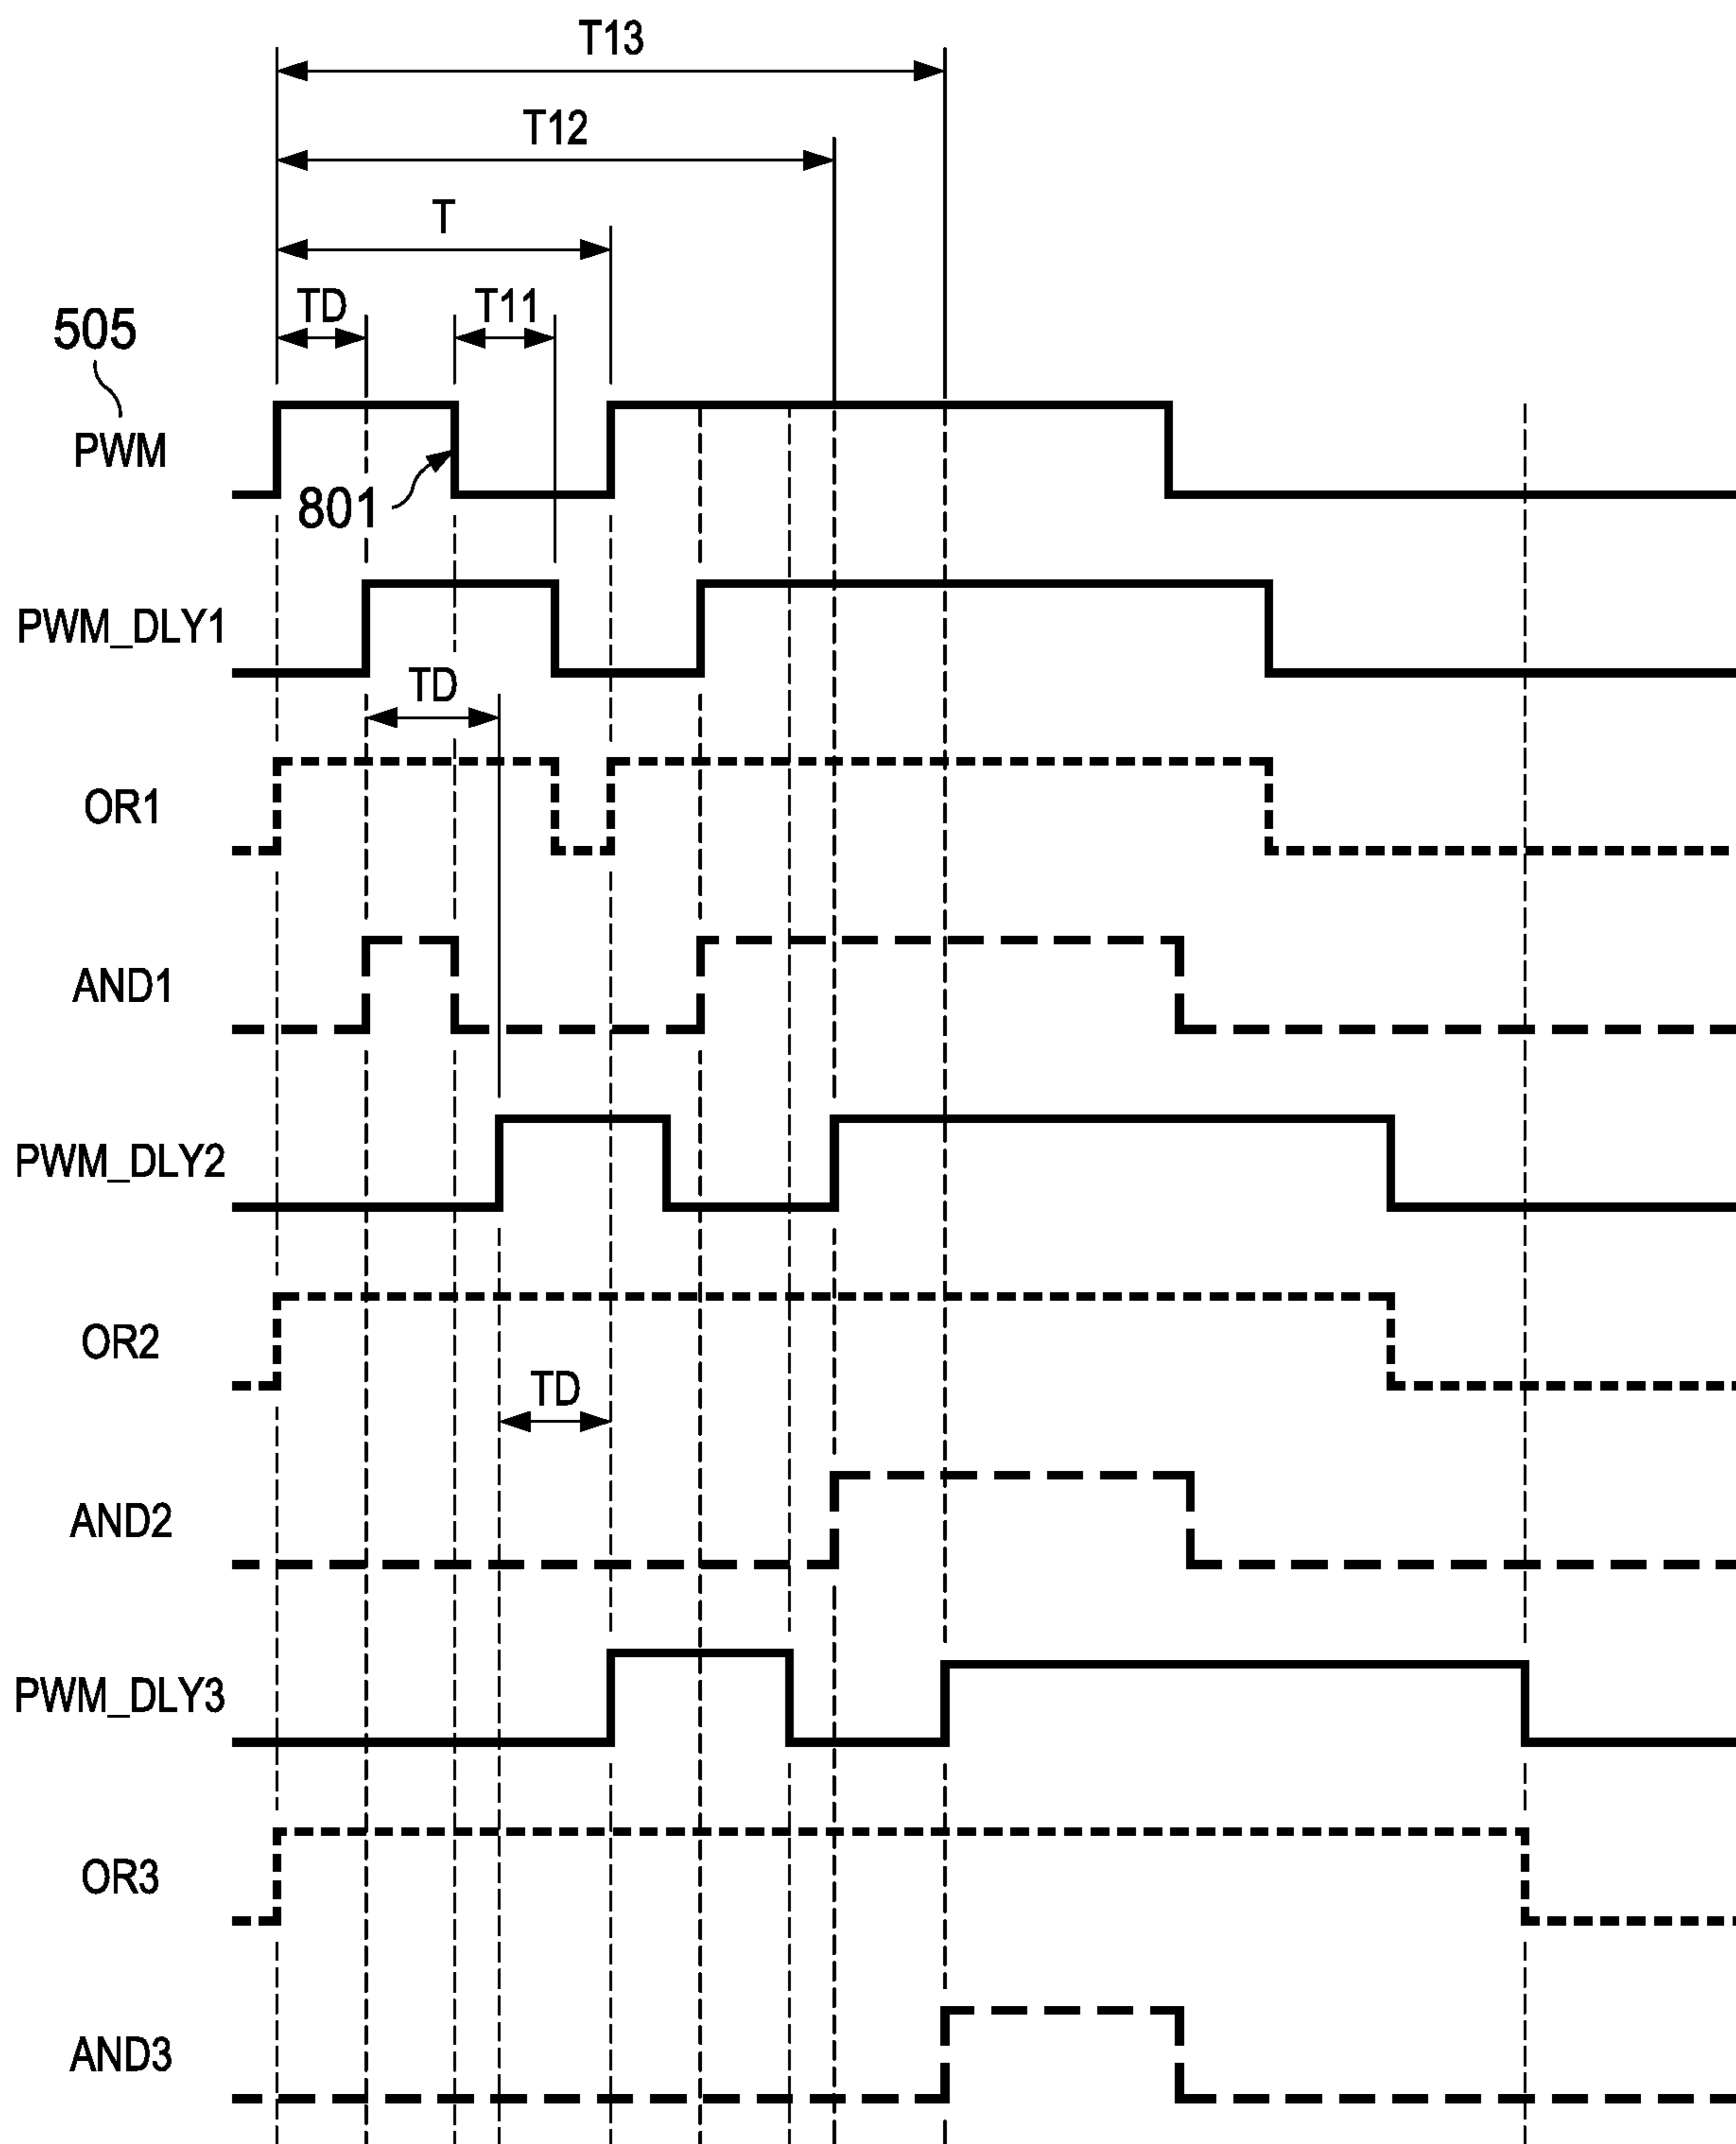 T13
T12
T
TD
T11
505
PWM
801
PWM_DLY1
TD
OR1
AND1
PWM_DLY2
OR2
TD
AND2
PWM_DLY3
OR3
AND3